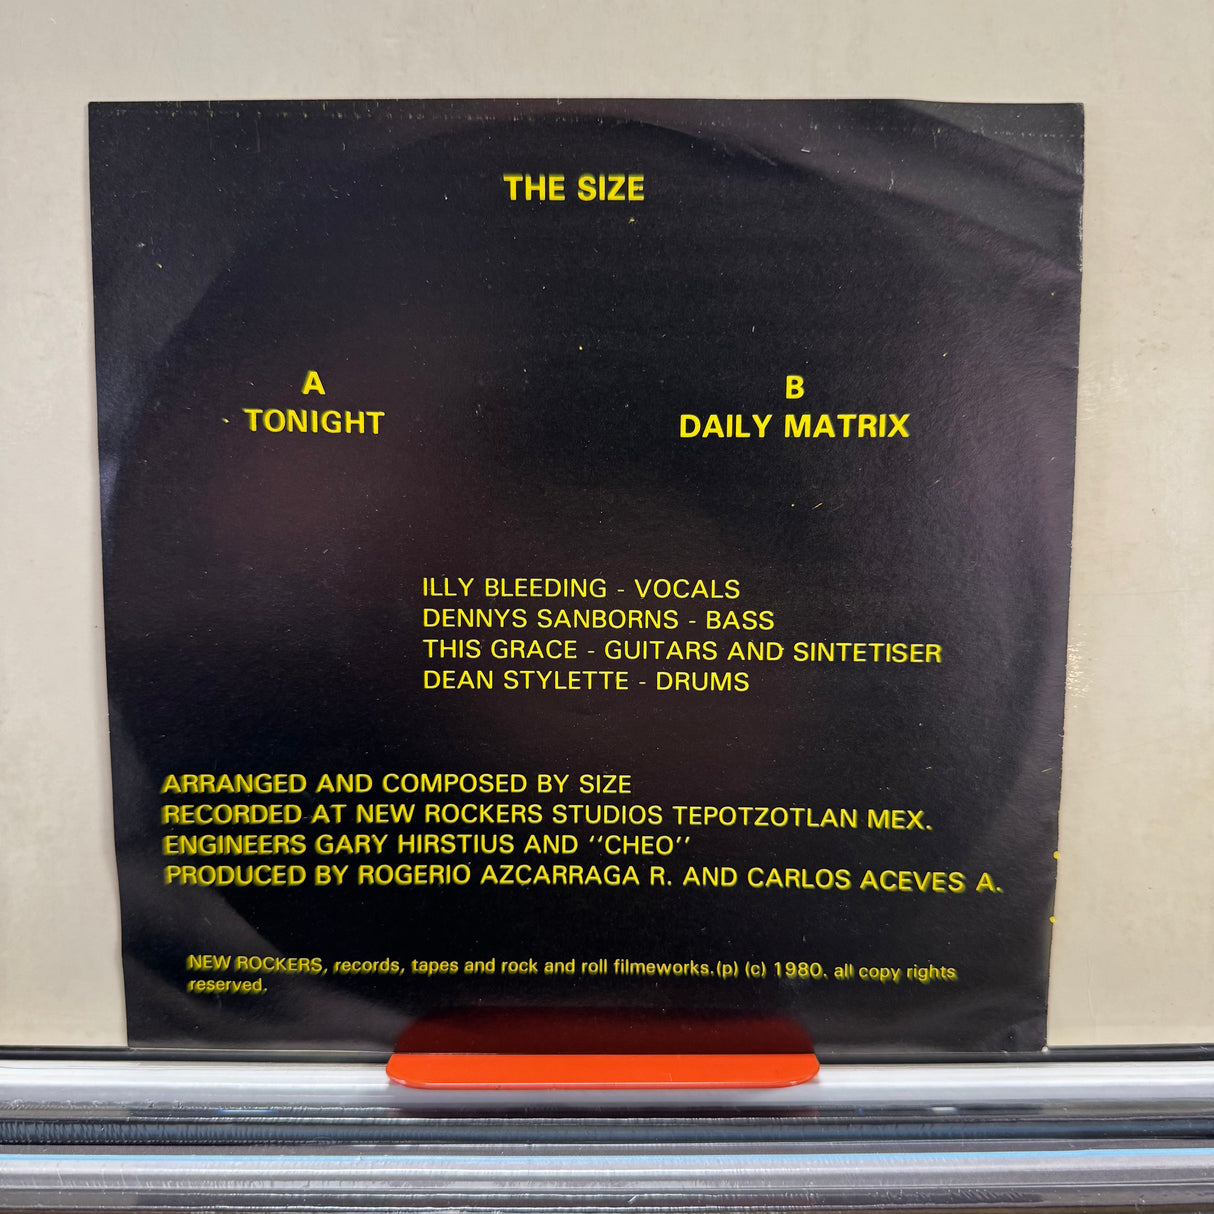 THE SIZE
A
TONIGHT
B
DAILY MATRIX
ILLY BLEEDING - VOCALS
DENNYS SANBORNS - BASS
THIS GRACE - GUITARS AND SINTETISER
DEAN STYLETTE - DRUMS
ARRANGED AND COMPOSED BY SIZE
RECORDED AT NEW ROCKERS STUDIOS TEPOTZOTLAN MEX.
ENGINEERS GARY HIRSTIUS AND ‘‘CHEO’’
PRODUCED BY ROGERIO AZCARRAGA R. AND CARLOS ACEVES A.
NEW ROCKERS, records, tapes and rock and roll filmeworks.(p) (c) 1980. all copy rights
reserved.